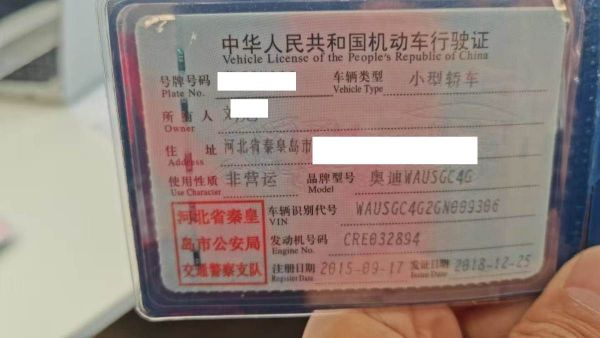 中华人民共和国机动车行驶证
Vehicle License of the People's Republic of China
号牌号码
Plate No.
车辆类型 小型轿车
Vehicle Type
所有人
Owner
住址 河北省秦皇岛市
Address
使用性质 非营运
Use Character
品牌型号 奥迪WAUSGC4G
Model
车辆识别代号 WAUSGC4G2GN009306
VIN
发动机号码 CRE032894
Engine No.
注册日期 2015-09-17
Register Date
发证日期 2018-12-25
Issue Date
河北省秦皇
岛市公安局
交通警察支队